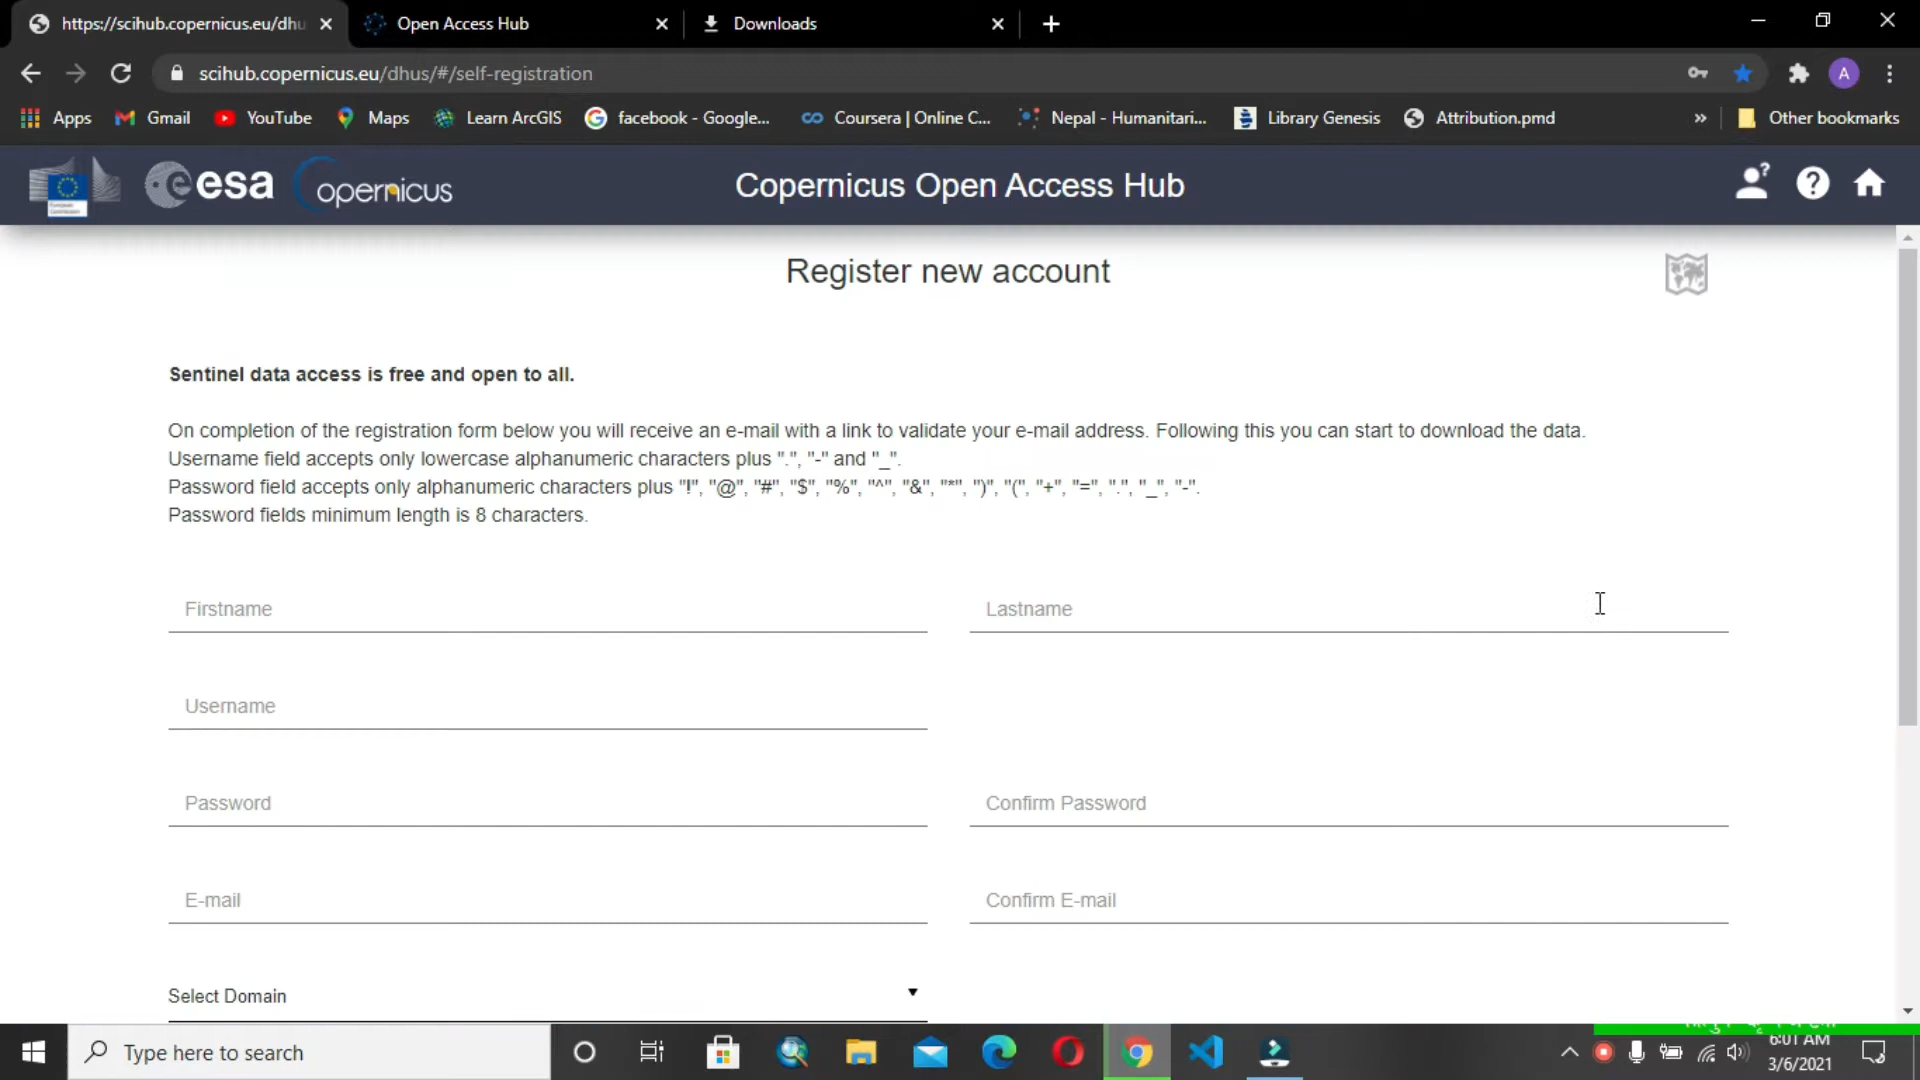 https://scihub.copernicus.eu/dhu
Open Access Hub
Downloads
scihub.copernicus.eu/dhus/#/self-registration
A
Apps
Gmail
YouTube
Maps
Learn ArcGIS
facebook - Google...
Coursera | Online C...
Nepal - Humanitari...
Library Genesis
Attribution.pmd
»
Other bookmarks
esa
opernicus
Copernicus Open Access Hub
Register new account
Sentinel data access is free and open to all.
On completion of the registration form below you will receive an e-mail with a link to validate your e-mail address. Following this you can start to download the data.
Username field accepts only lowercase alphanumeric characters plus ".", "-" and "_".
Password field accepts only alphanumeric characters plus "!", "@", "#", "$", "%", "^", "&", "*", ")", "(", "+", "=", ".", "_", "-".
Password fields minimum length is 8 characters.
Firstname
Lastname
Username
Password
Confirm Password
E-mail
Confirm E-mail
Select Domain
Type here to search
6:01 AM
3/6/2021